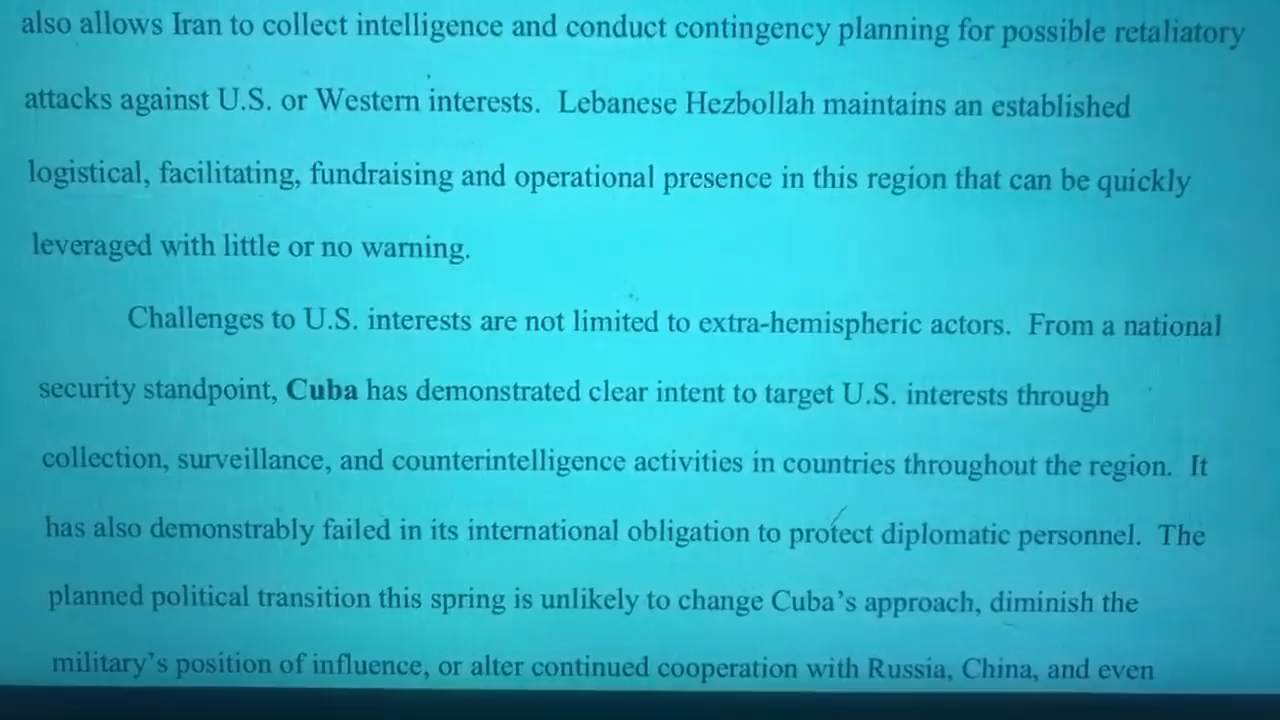 also allows Iran to collect intelligence and conduct contingency planning for possible retaliatory
attacks against U.S. or Western interests.  Lebanese Hezbollah maintains an established
logistical, facilitating, fundraising and operational presence in this region that can be quickly
leveraged with little or no warning.
Challenges to U.S. interests are not limited to extra-hemispheric actors.  From a national
security standpoint, Cuba has demonstrated clear intent to target U.S. interests through
collection, surveillance, and counterintelligence activities in countries throughout the region.  It
has also demonstrably failed in its international obligation to protect diplomatic personnel.  The
planned political transition this spring is unlikely to change Cuba’s approach, diminish the
military’s position of influence, or alter continued cooperation with Russia, China, and even